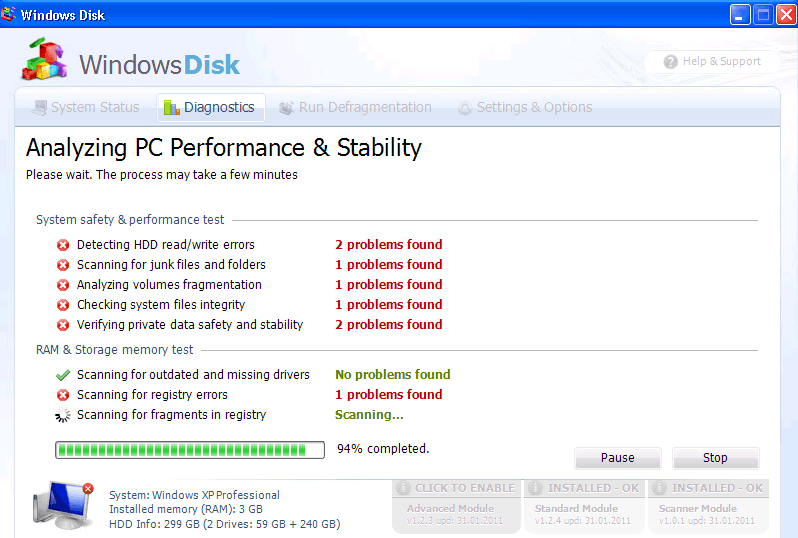 Windows Disk
WindowsDisk
Help & Support
System Status
Diagnostics
Run Defragmentation
Settings & Options
Analyzing PC Performance & Stability
Please wait. The process may take a few minutes
System safety & performance test
Detecting HDD read/write errors 2 problems found
Scanning for junk files and folders 1 problems found
Analyzing volumes fragmentation 1 problems found
Checking system files integrity 1 problems found
Verifying private data safety and stability 2 problems found
RAM & Storage memory test
Scanning for outdated and missing drivers No problems found
Scanning for registry errors 1 problems found
Scanning for fragments in registry Scanning...
94% completed.
Pause
Stop
System: Windows XP Professional
Installed memory (RAM): 3 GB
HDD Info: 299 GB (2 Drives: 59 GB + 240 GB)
CLICK TO ENABLE
Advanced Module
v1.2.3 upd: 31.01.2011
INSTALLED - OK
Standard Module
v1.2.4 upd: 31.01.2011
INSTALLED - OK
Scanner Module
v1.0.1 upd: 31.01.2011